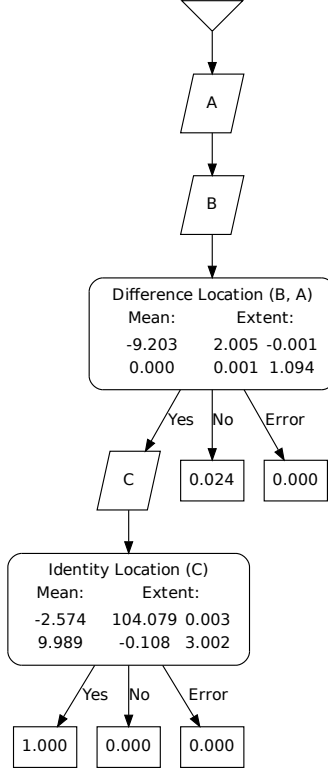 A
B
Difference Location (B, A)
Mean: Extent:
-9.203 2.005 -0.001
0.000 0.001 1.094
Yes No Error
C 0.024 0.000
Identity Location (C)
Mean: Extent:
-2.574 104.079 0.003
9.989 -0.108 3.002
Yes No Error
1.000 0.000 0.000